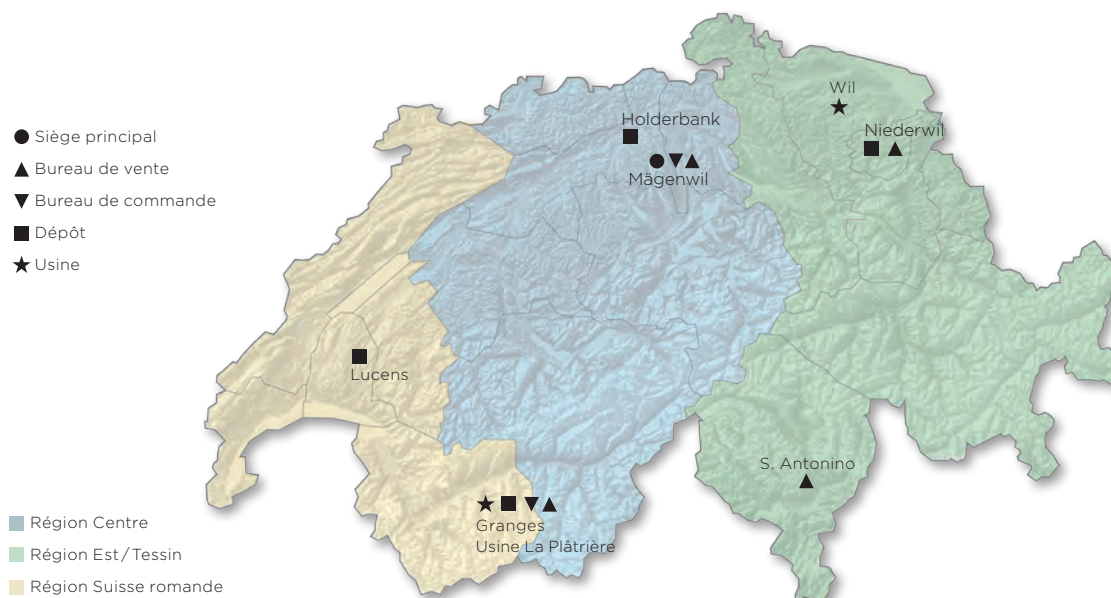 Siège principal
Bureau de vente
Bureau de commande
Dépôt
Usine
Wil
Holderbank
Niederwil
Mägenwil
Lucens
S. Antonino
Granges
Usine La Plâtrière
Région Centre
Région Est / Tessin
Région Suisse romande